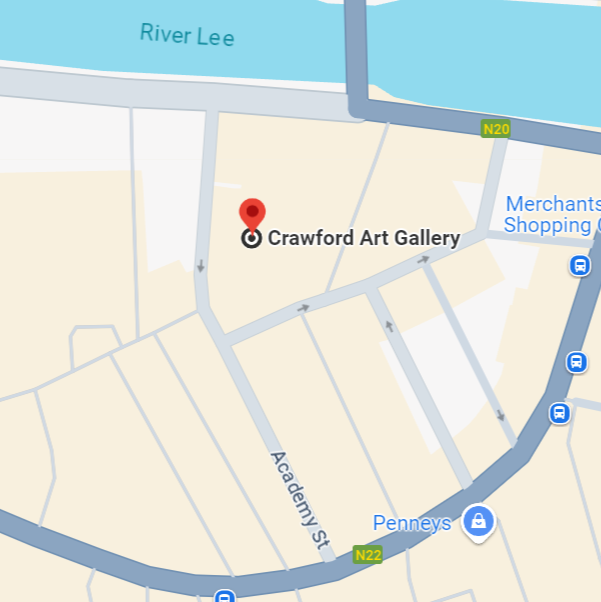 River Lee
N20
Merchants
Shopping
Crawford Art Gallery
Academy St
Penneys
N22